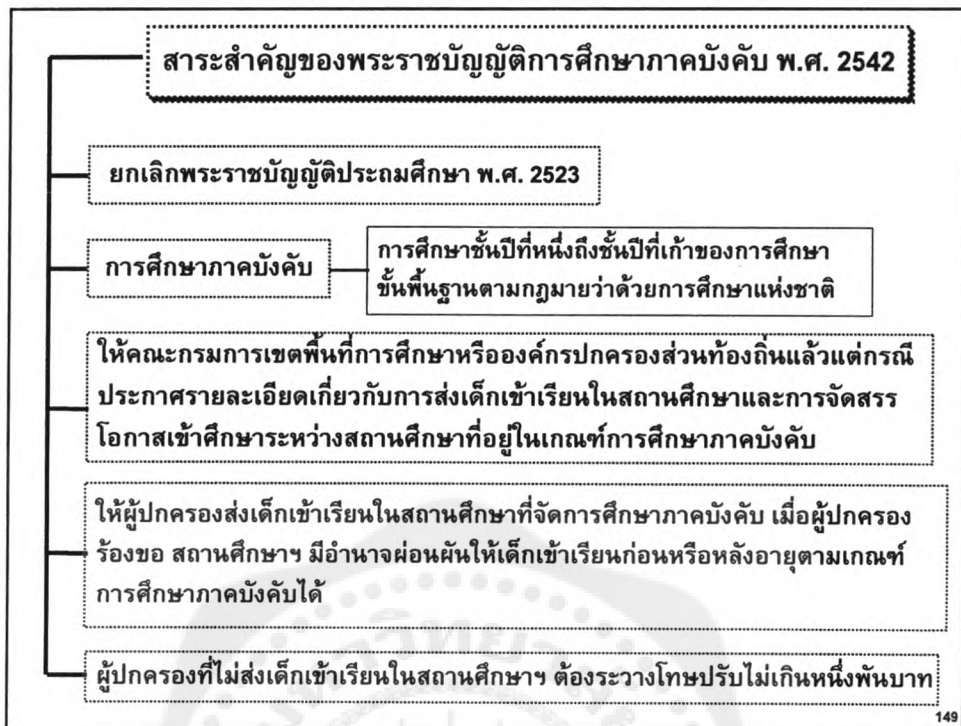 สาระสำคัญของพระราชบัญญัติการศึกษาภาคบังคับ พ.ศ. 2542
ยกเลิกพระราชบัญญัติประถมศึกษา พ.ศ. 2523
การศึกษาภาคบังคับ
การศึกษาชั้นปีที่หนึ่งถึงชั้นปีที่เก้าของการศึกษา
ขั้นพื้นฐานตามกฎมายว่าด้วยการศึกษาแห่งชาติ
ให้คณะกรมการเขตพื้นที่การศึกษาหรือองค์กรปกครองส่วนท้องถิ่นแล้วแต่กรณี
ประกาศรายละเอียดเกี่ยวกับการส่งเด็กเข้าเรียนในสถานศึกษาและการจัดสรร
โอกาสเข้าศึกษาระหว่างสถานศึกษาที่อยู่ในเกณฑ์การศึกษาภาคบังคับ
ให้ผู้ปกครองส่งเด็กเข้าเรียนในสถานศึกษาที่จัดการศึกษาภาคบังคับ เมื่อผู้ปกครอง
ร้องขอ สถานศึกษาฯ มีอำนาจผ่อนผันให้เด็กเข้าเรียนก่อนหรือหลังอายุตามเกณฑ์
การศึกษาภาคบังคับได้
ผู้ปกครองที่ไม่ส่งเด็กเข้าเรียนในสถานศึกษาฯ ต้องระวางโทษปรับไม่เกินหนึ่งพันบาท
149